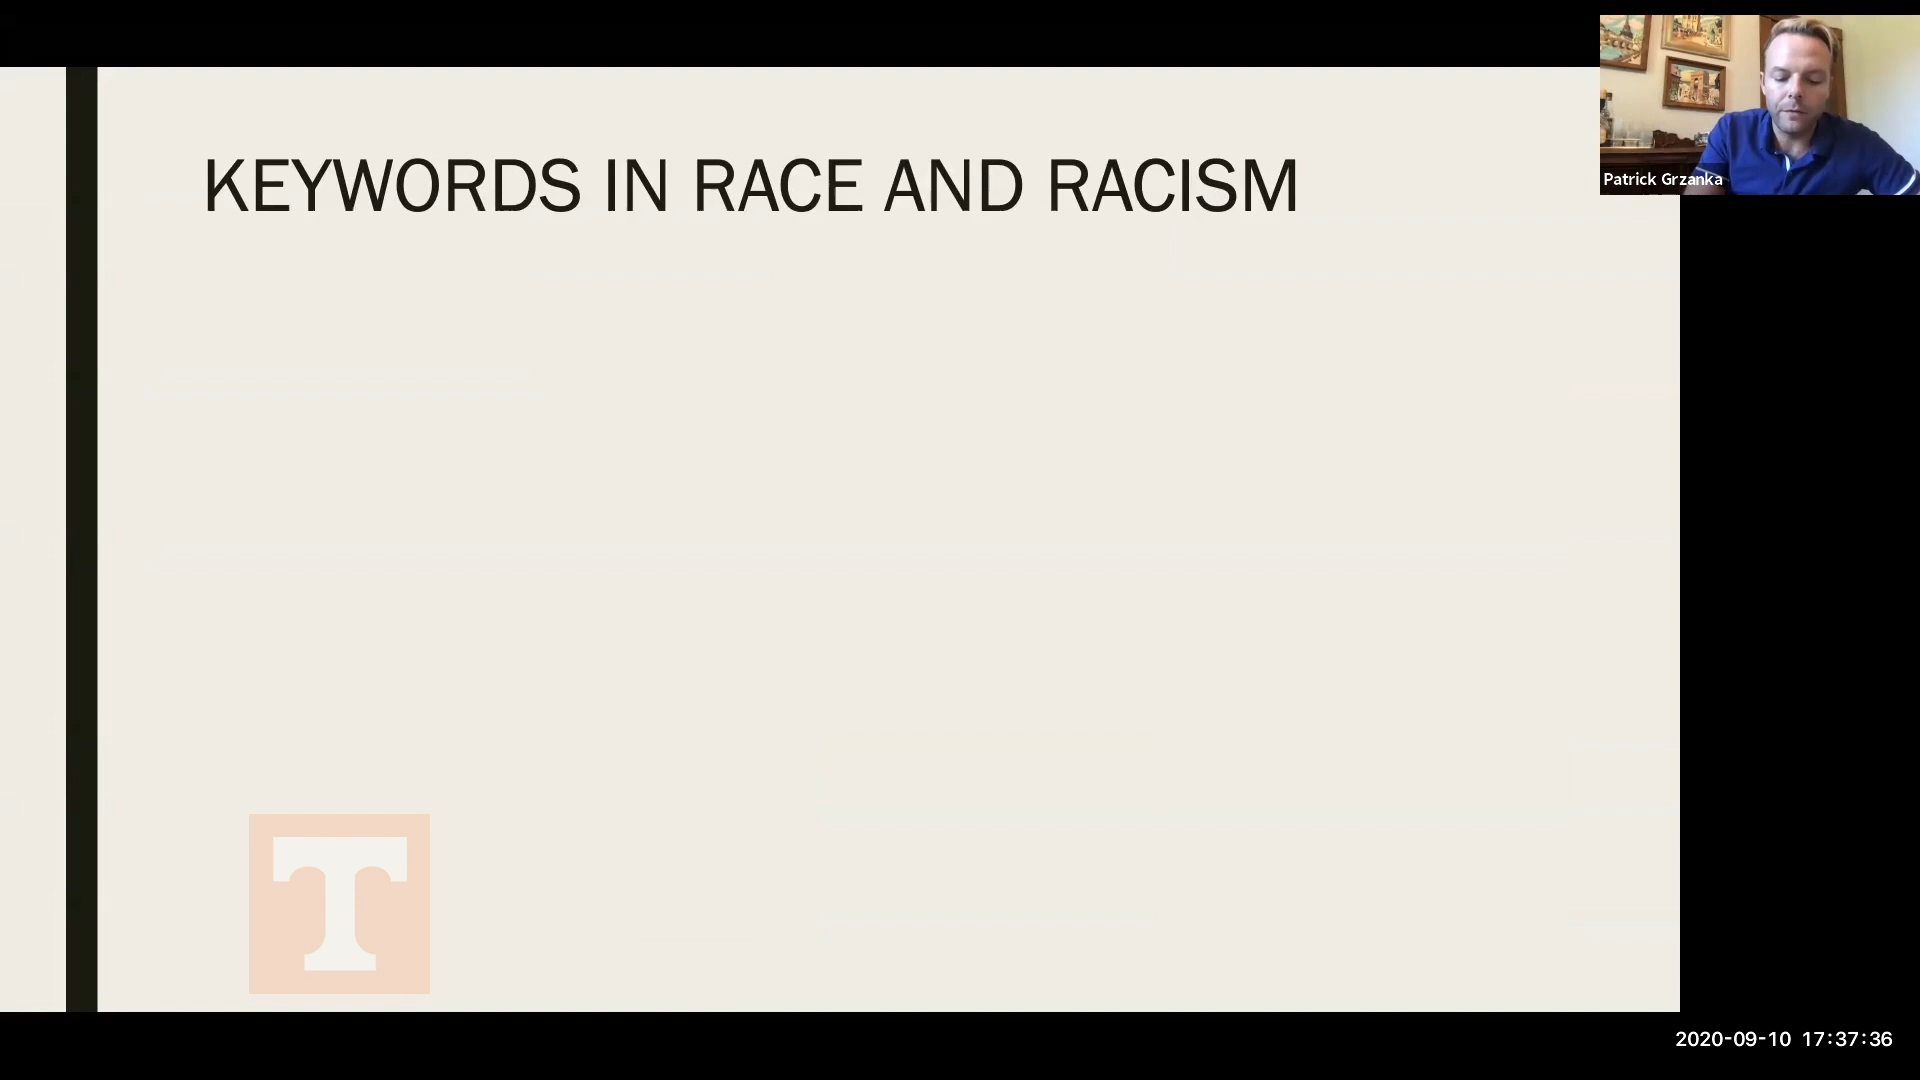 KEYWORDS IN RACE AND RACISM
Patrick Grzanka
T
2020-09-10 17:37:36